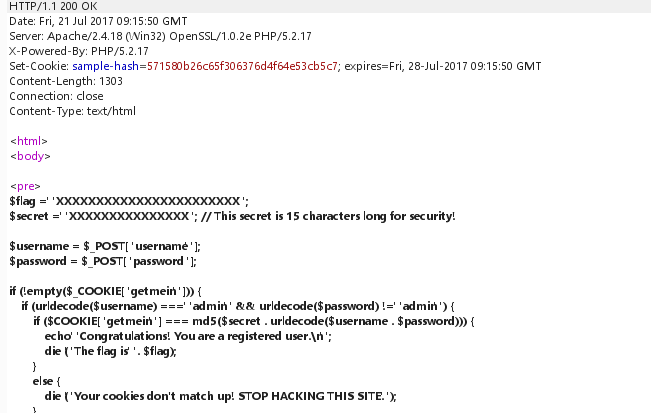 HTTP/1.1 200 OK
Date: Fri, 21 Jul 2017 09:15:50 GMT
Server: Apache/2.4.18 (Win32) OpenSSL/1.0.2e PHP/5.2.17
X-Powered-By: PHP/5.2.17
Set-Cookie: sample-hash=571580b26c65f306376d4f64e53cb5c7; expires=Fri, 28-Jul-2017 09:15:50 GMT
Content-Length: 1303
Connection: close
Content-Type: text/html

<html>
<body>

<pre>
$flag = 'XXXXXXXXXXXXXXXXXXXXXXX';
$secret = 'XXXXXXXXXXXXXXX'; // This secret is 15 characters long for security!

$username = $_POST['username'];
$password = $_POST['password'];

if (!empty($_COOKIE['getmein'])) {
    if (urldecode($username) === 'admin' && urldecode($password) != 'admin') {
        if ($COOKIE['getmein'] === md5($secret . urldecode($username . $password))) {
            echo 'Congratulations! You are a registered user.\n';
            die ('The flag is' . $flag);
        }
        else {
            die ('Your cookies don't match up! STOP HACKING THIS SITE.');
        }